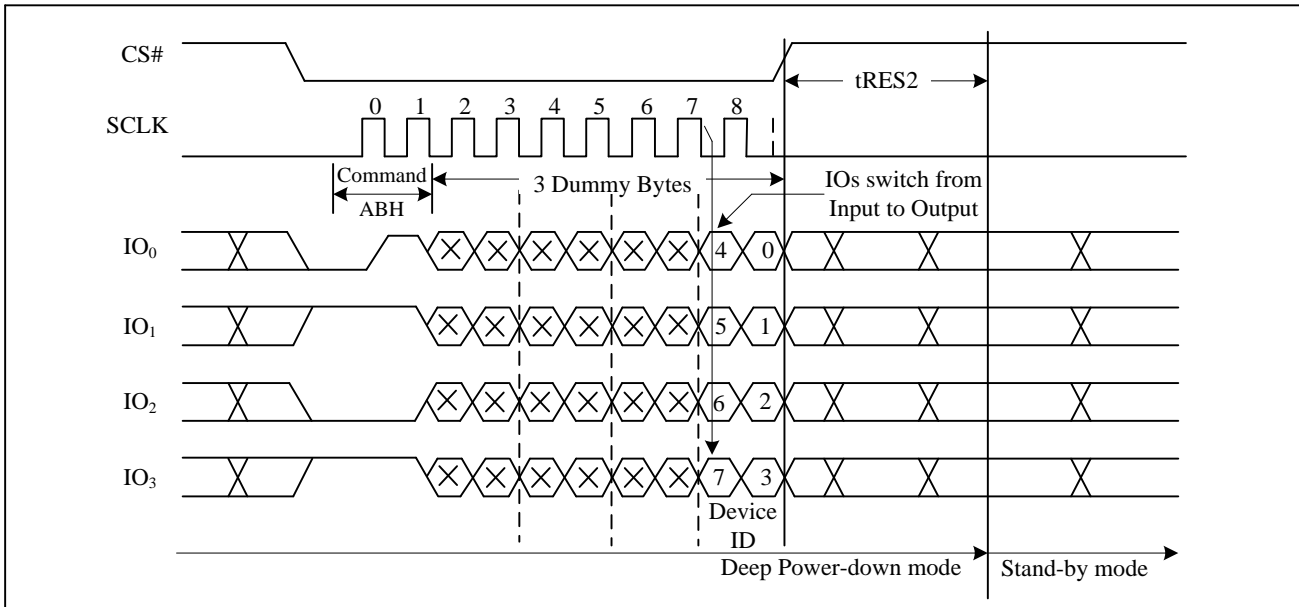 CS#
tRES2
0 1 2 3 4 5 6 7 8
SCLK
Command
ABH
3 Dummy Bytes
IOs switch from
Input to Output
IO0 4 0
IO1 5 1
IO2 6 2
IO3 7 3
Device
ID
Deep Power-down mode Stand-by mode